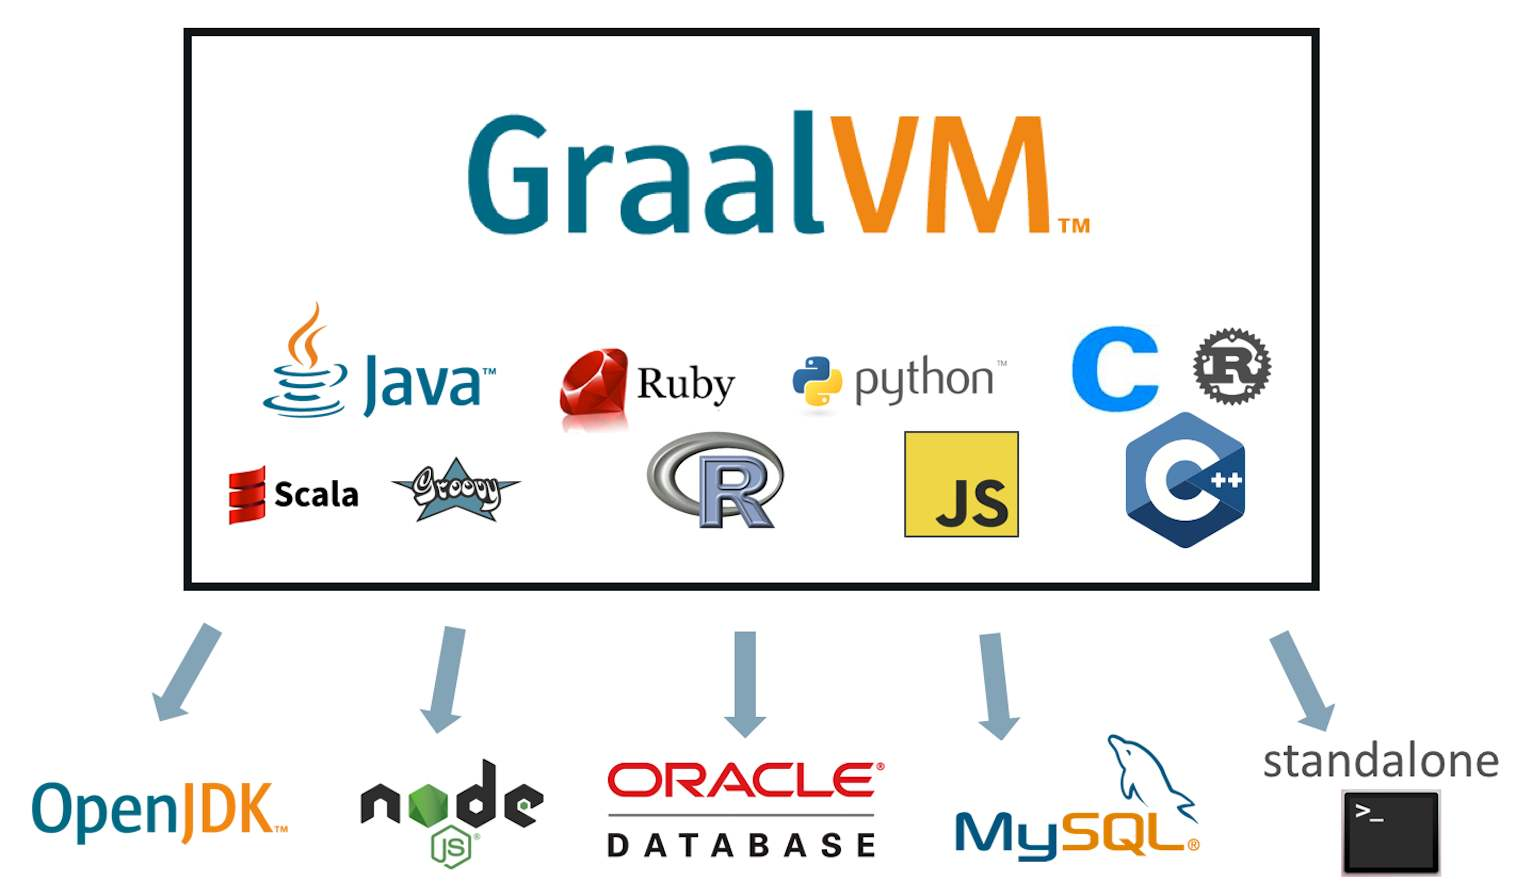 GraalVM™
Java™
Ruby
python™
C
R
Scala
Groovy
R
JS
C++
OpenJDK™
node
JS®
ORACLE®
DATABASE
MySQL®
standalone
>_